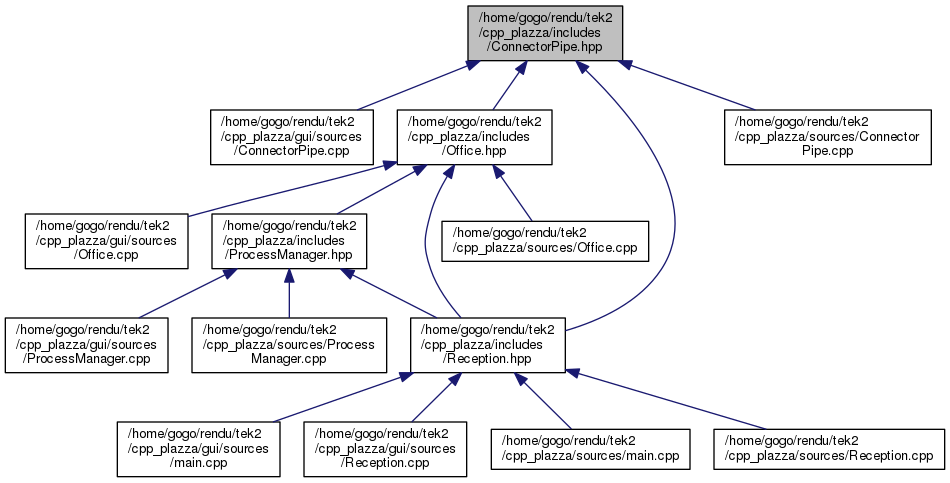 /home/gogo/rendu/tek2
/cpp_plazza/includes
/ConnectorPipe.hpp
/home/gogo/rendu/tek2
/cpp_plazza/gui/sources
/ConnectorPipe.cpp
/home/gogo/rendu/tek2
/cpp_plazza/includes
/Office.hpp
/home/gogo/rendu/tek2
/cpp_plazza/sources/Connector
Pipe.cpp
/home/gogo/rendu/tek2
/cpp_plazza/gui/sources
/Office.cpp
/home/gogo/rendu/tek2
/cpp_plazza/includes
/ProcessManager.hpp
/home/gogo/rendu/tek2
/cpp_plazza/sources/Office.cpp
/home/gogo/rendu/tek2
/cpp_plazza/gui/sources
/ProcessManager.cpp
/home/gogo/rendu/tek2
/cpp_plazza/sources/Process
Manager.cpp
/home/gogo/rendu/tek2
/cpp_plazza/includes
/Reception.hpp
/home/gogo/rendu/tek2
/cpp_plazza/gui/sources
/main.cpp
/home/gogo/rendu/tek2
/cpp_plazza/gui/sources
/Reception.cpp
/home/gogo/rendu/tek2
/cpp_plazza/sources/main.cpp
/home/gogo/rendu/tek2
/cpp_plazza/sources/Reception.cpp